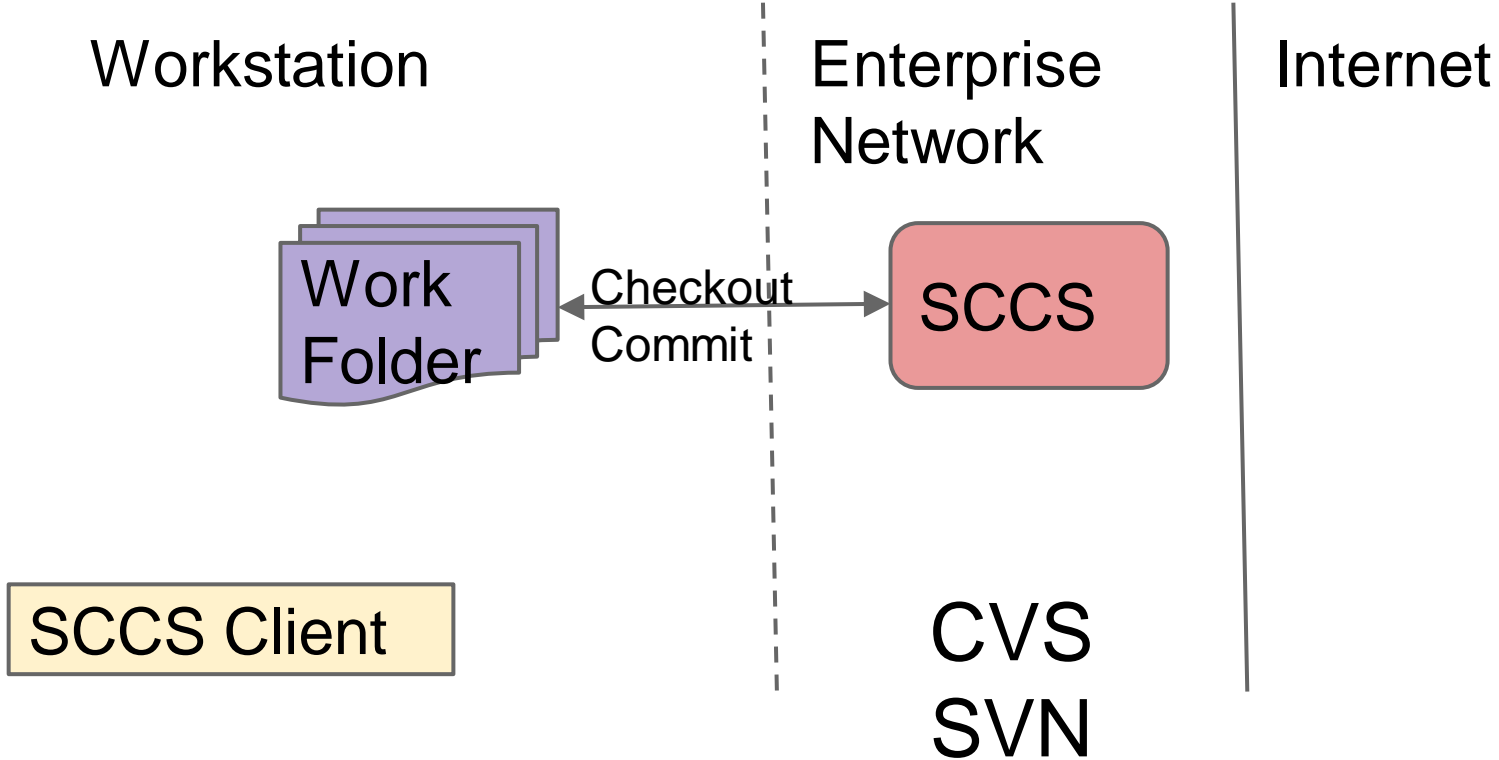 Workstation
Enterprise
Network
Internet
Work
Folder
Checkout
Commit
SCCS
SCCS Client
CVS
SVN